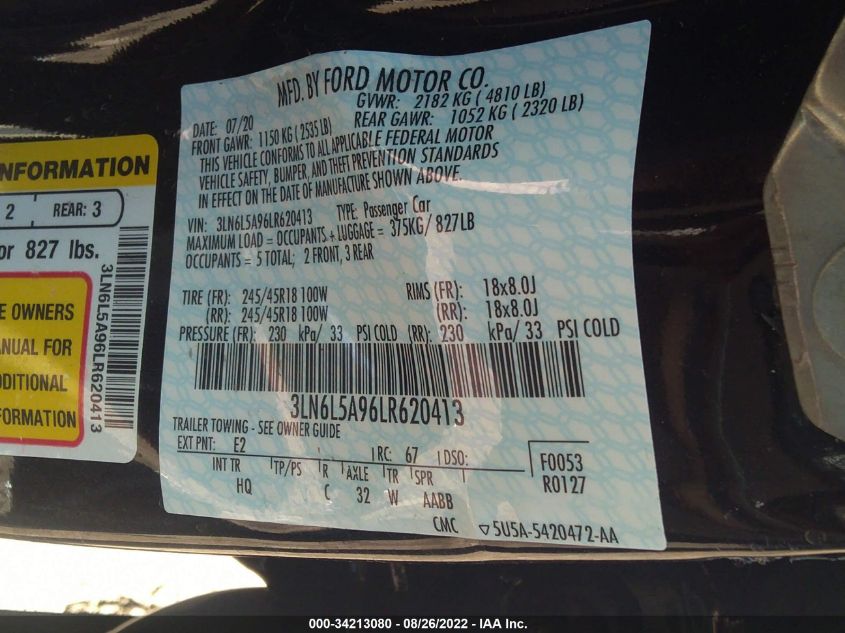 NFORMATION
2 REAR: 3
or 827 lbs.
E OWNERS
ANUAL FOR
DDITIONAL
FORMATION
3LN6L5A96LR620413
MFD. BY FORD MOTOR CO.
DATE: 07/20 GVWR: 2182 KG ( 4810 LB)
FRONT GAWR: 1150 KG ( 2535 LB) REAR GAWR: 1052 KG ( 2320 LB)
THIS VEHICLE CONFORMS TO ALL APPLICABLE FEDERAL MOTOR
VEHICLE SAFETY, BUMPER, AND THEFT PREVENTION STANDARDS
IN EFFECT ON THE DATE OF MANUFACTURE SHOWN ABOVE.
VIN: 3LN6L5A96LR620413 TYPE: Passenger Car
MAXIMUM LOAD = OCCUPANTS + LUGGAGE = 375KG/ 827LB
OCCUPANTS = 5 TOTAL; 2 FRONT, 3 REAR
TIRE (FR): 245/45R18 100W RIMS (FR): 18x8.0J
(RR): 245/45R18 100W (RR): 18x8.0J
PRESSURE (FR): 230 kPa/ 33 PSI COLD (RR): 230 kPa/ 33 PSI COLD
3LN6L5A96LR620413
TRAILER TOWING - SEE OWNER GUIDE
EXT PNT: E2 RC: 67 DSO: F0053
INT TR TP/PS R AXLE TR SPR R0127
HQ C 32 W AABB
CMC ▽5U5A-5420472-AA
000-34213080 - 08/26/2022 - IAA Inc.